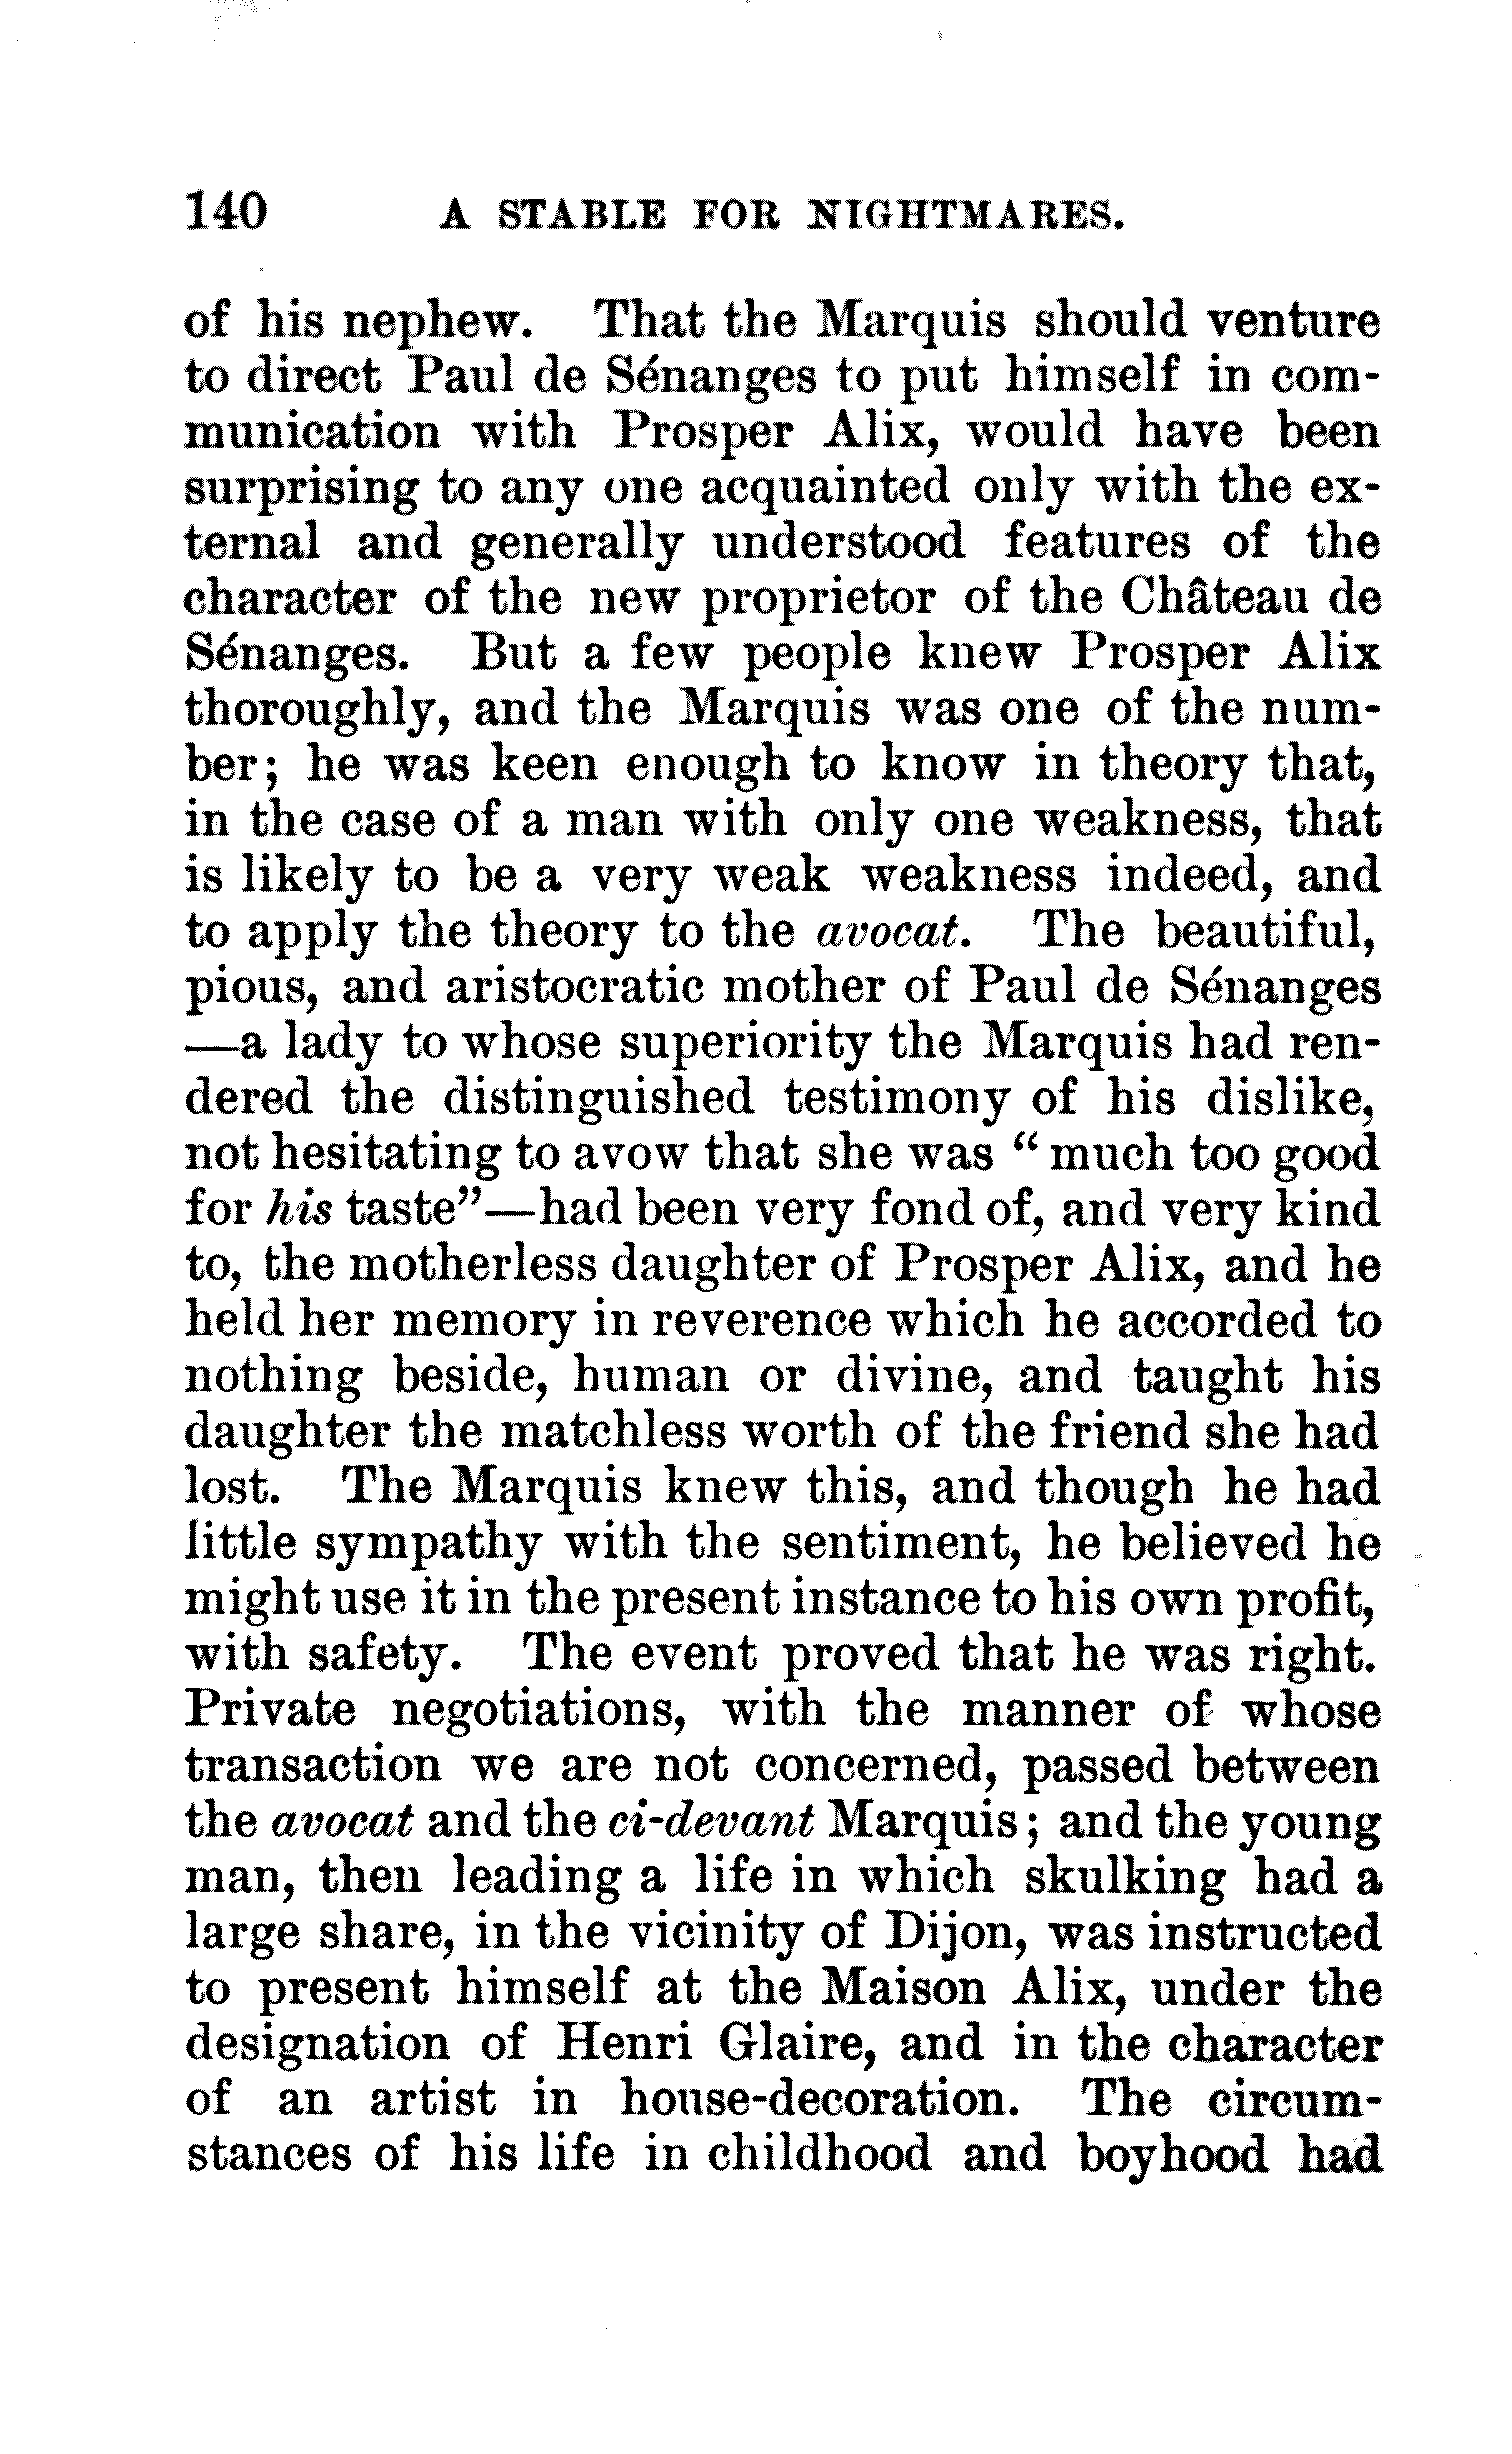 140 A STABLE FOR NIGHTMARES.
of his nephew. That the Marquis should venture
to direct Paul de Sénanges to put himself in com-
munication with Prosper Alix, would have been
surprising to any one acquainted only with the ex-
ternal and generally understood features of the
character of the new proprietor of the Château de
Sénanges. But a few people knew Prosper Alix
thoroughly, and the Marquis was one of the num-
ber; he was keen enough to know in theory that,
in the case of a man with only one weakness, that
is likely to be a very weak weakness indeed, and
to apply the theory to the avocat. The beautiful,
pious, and aristocratic mother of Paul de Sénanges
—a lady to whose superiority the Marquis had ren-
dered the distinguished testimony of his dislike,
not hesitating to avow that she was “ much too good
for his taste”—had been very fond of, and very kind
to, the motherless daughter of Prosper Alix, and he
held her memory in reverence which he accorded to
nothing beside, human or divine, and taught his
daughter the matchless worth of the friend she had
lost. The Marquis knew this, and though he had
little sympathy with the sentiment, he believed he
might use it in the present instance to his own profit,
with safety. The event proved that he was right.
Private negotiations, with the manner of whose
transaction we are not concerned, passed between
the avocat and the ci-devant Marquis; and the young
man, then leading a life in which skulking had a
large share, in the vicinity of Dijon, was instructed
to present himself at the Maison Alix, under the
designation of Henri Glaire, and in the character
of an artist in house-decoration. The circum-
stances of his life in childhood and boyhood had